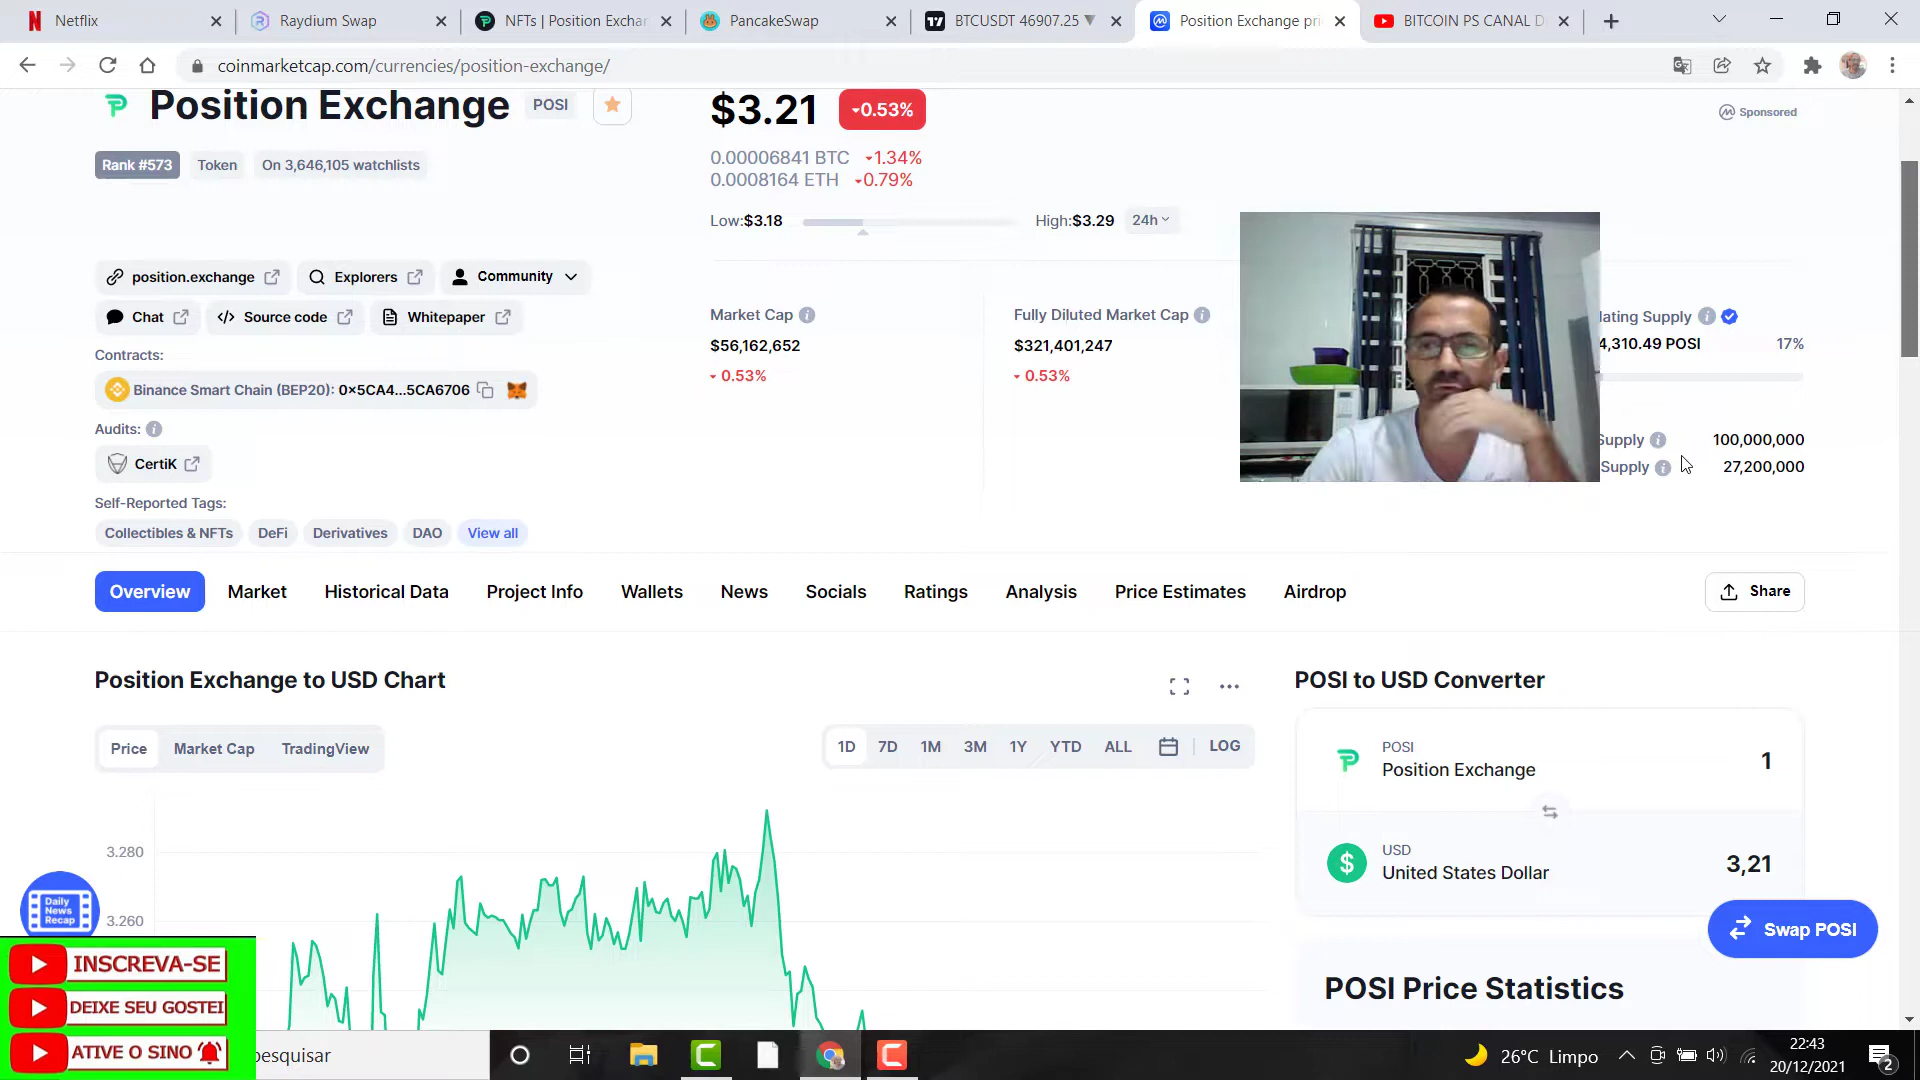 Netflix
Raydium Swap
NFTs | Position Exchan
PancakeSwap
BTCUSDT 46907.25 ▼
Position Exchange pri
BITCOIN PS CANAL D
coinmarketcap.com/currencies/position-exchange/
Position Exchange
POSI
$3.21
0.53%
Sponsored
Rank #573
Token
On 3,646,105 watchlists
0.00006841 BTC
1.34%
0.0008164 ETH
0.79%
Low:$3.18
High:$3.29
24h
position.exchange
Explorers
Community
Chat
Source code
Whitepaper
Market Cap
$56,162,652
0.53%
Fully Diluted Market Cap
$321,401,247
0.53%
lating Supply
4,310.49 POSI
17%
Supply
100,000,000
Supply
27,200,000
Contracts:
Binance Smart Chain (BEP20): 0x5CA4...5CA6706
Audits:
CertiK
Self-Reported Tags:
Collectibles & NFTs
DeFi
Derivatives
DAO
View all
Overview
Market
Historical Data
Project Info
Wallets
News
Socials
Ratings
Analysis
Price Estimates
Airdrop
Share
Position Exchange to USD Chart
Price
Market Cap
TradingView
1D
7D
1M
3M
1Y
YTD
ALL
LOG
3.280
3.260
POSI to USD Converter
POSI
Position Exchange
1
USD
United States Dollar
3,21
Swap POSI
POSI Price Statistics
Daily
News
Recap
INSCREVA-SE
DEIXE SEU GOSTEI
ATIVE O SINO
pesquisar
26°C Limpo
22:43
20/12/2021
2